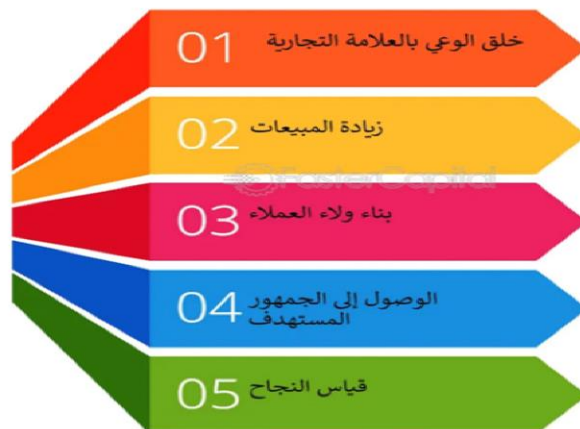 01 خلق الوعي بالعلامة التجارية
02 زيادة المبيعات
FasterCapital
03 بناء ولاء العملاء
04 الوصول إلى الجمهور
المستهدف
05 قياس النجاح